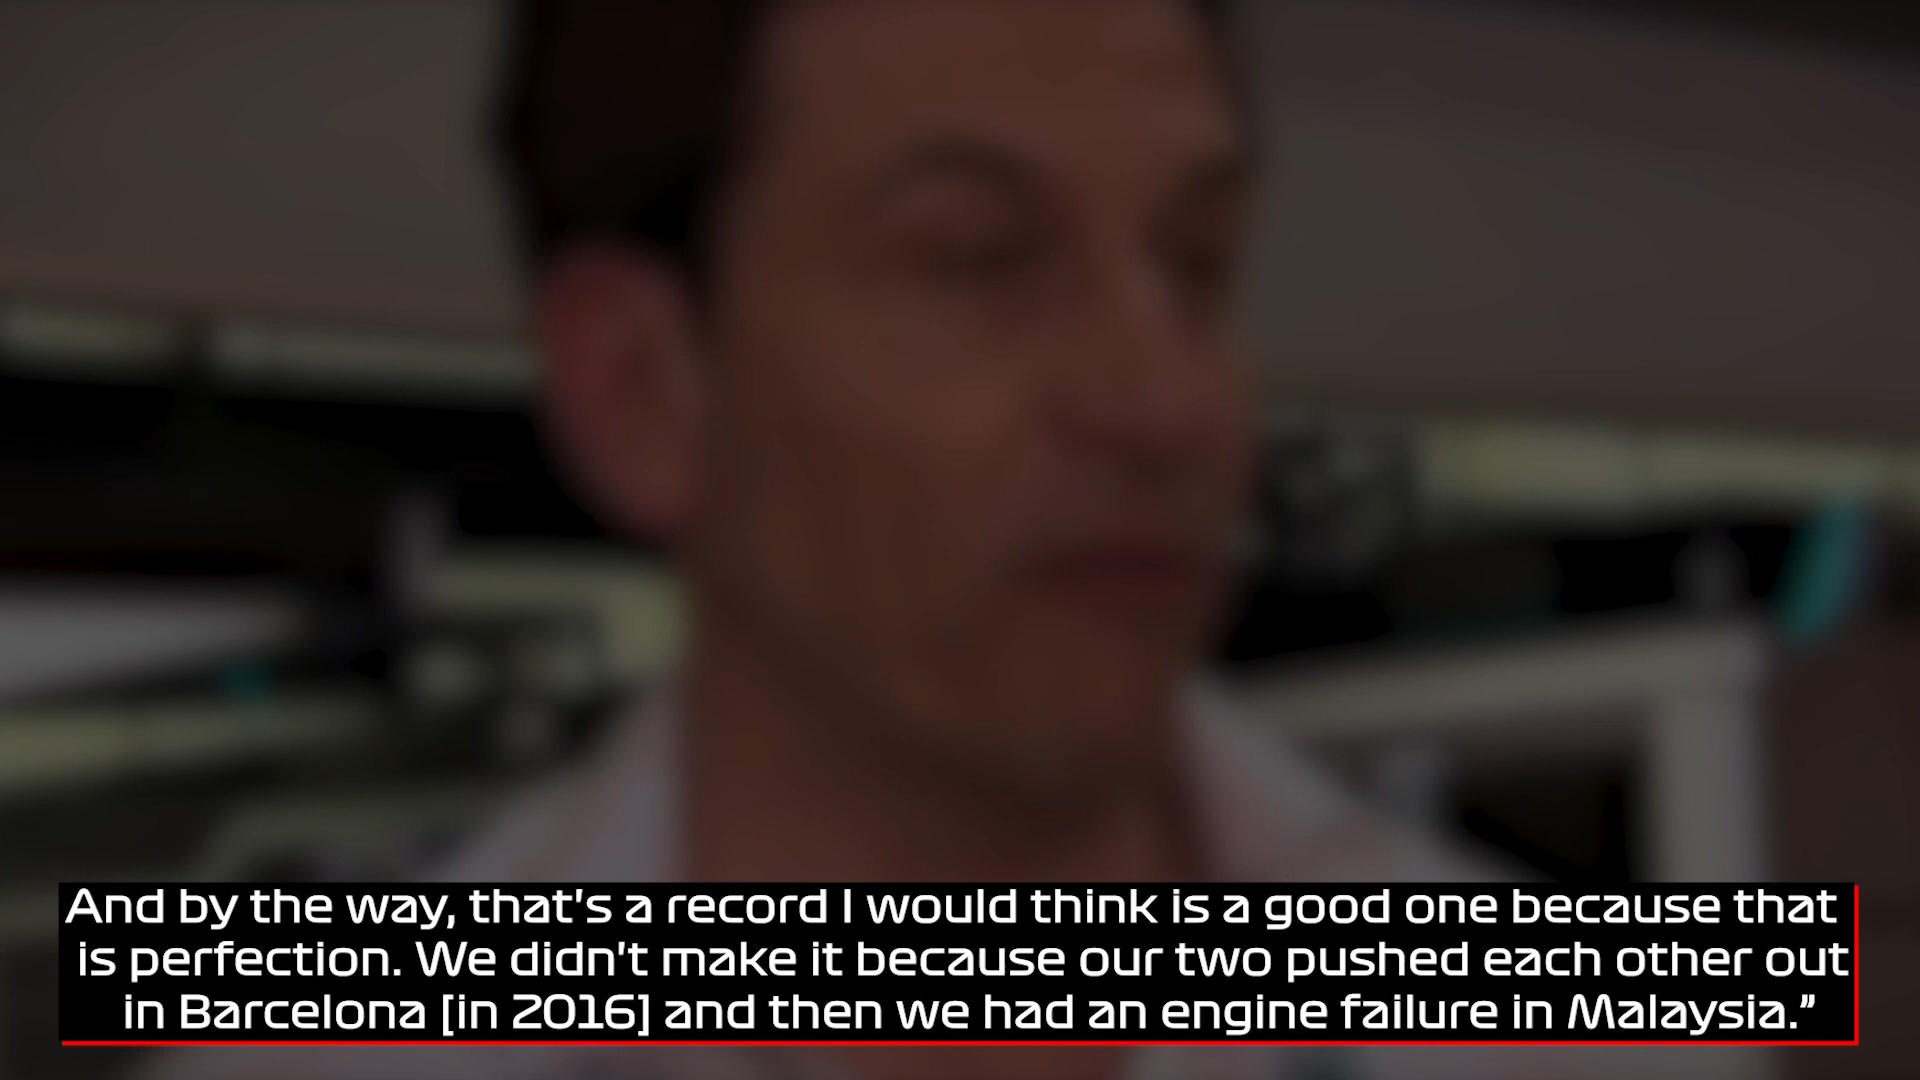 And by the way, that's a record I would think is a good one because that
is perfection. We didn't make it because our two pushed each other out
in Barcelona [in 2016] and then we had an engine failure in Malaysia.”